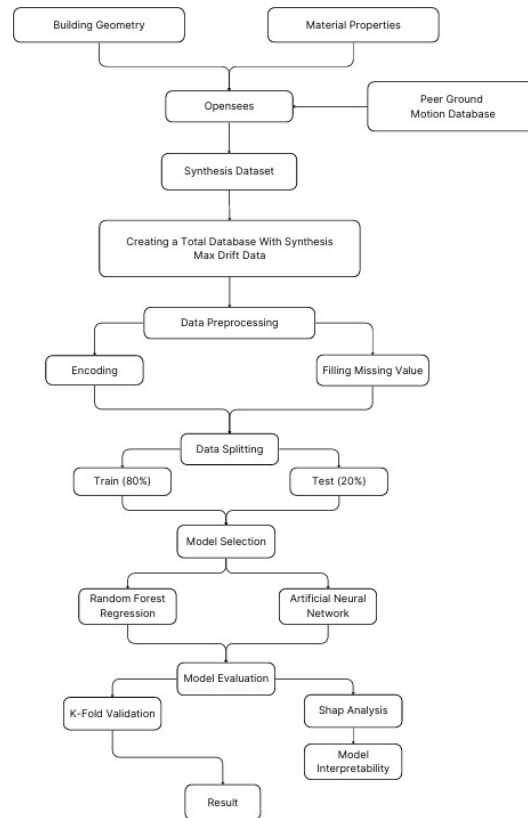 Building Geometry
Material Properties
Opensees
Peer Ground
Motion Database
Synthesis Dataset
Creating a Total Database With Synthesis
Max Drift Data
Data Preprocessing
Encoding
Filling Missing Value
Data Splitting
Train (80%)
Test (20%)
Model Selection
Random Forest
Regression
Artificial Neural
Network
Model Evaluation
K-Fold Validation
Shap Analysis
Model
Interpretability
Result